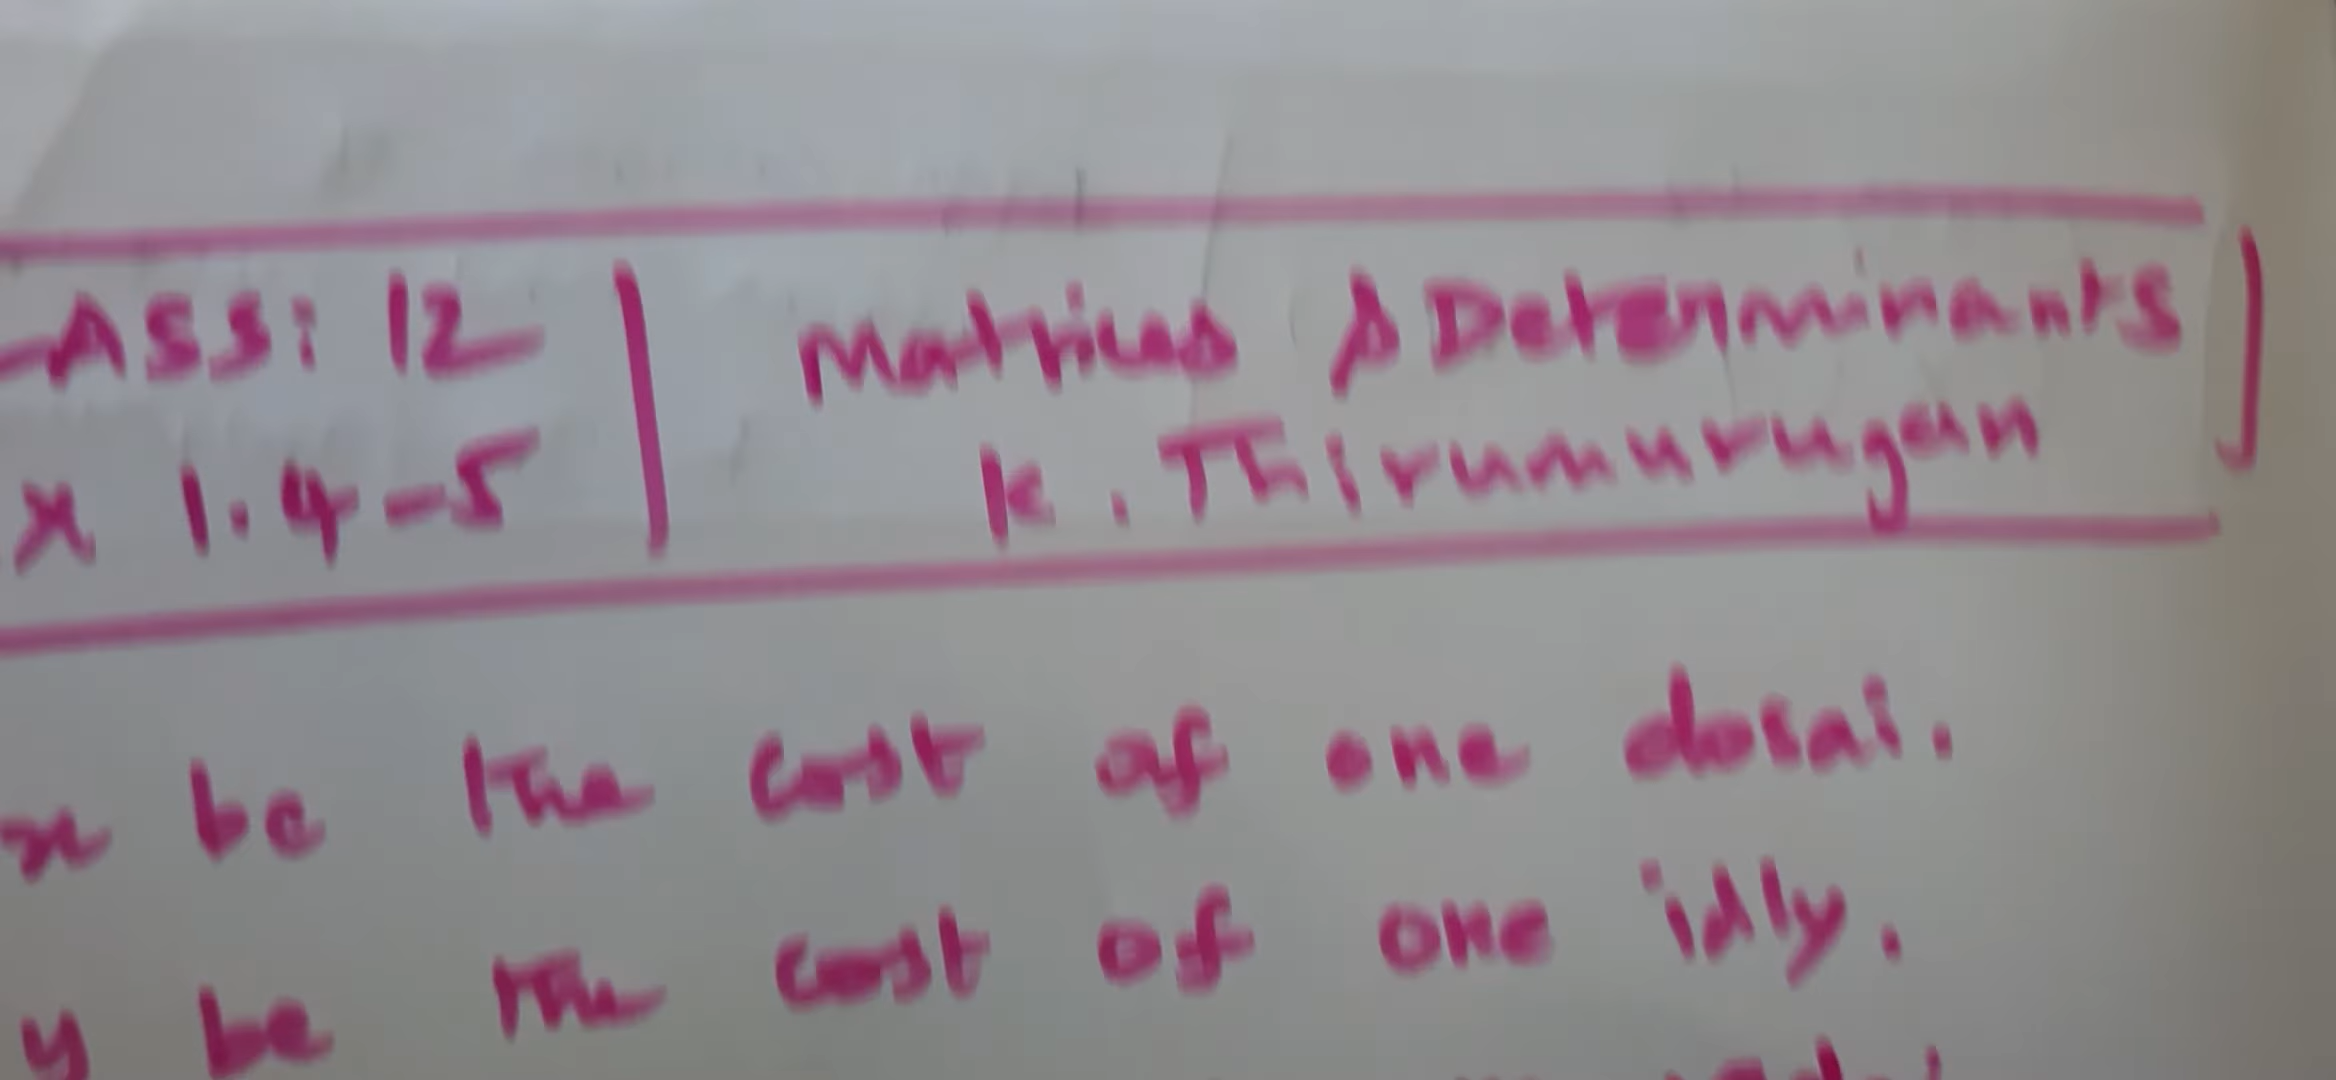 Ass: 12 | Matrices & Determinants ]
x 1.4-5 | K. Thirumurugan
x be the cost of one dosai.
y be the cost of one idly.